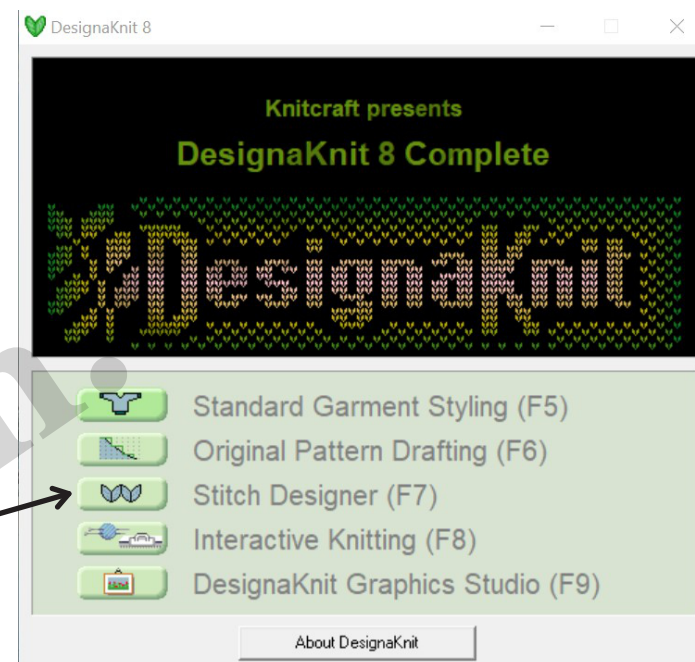 DesignaKnit 8
Knitcraft presents
DesignaKnit 8 Complete
DesignaKnit
Standard Garment Styling (F5)
Original Pattern Drafting (F6)
Stitch Designer (F7)
Interactive Knitting (F8)
DesignaKnit Graphics Studio (F9)
About DesignaKnit